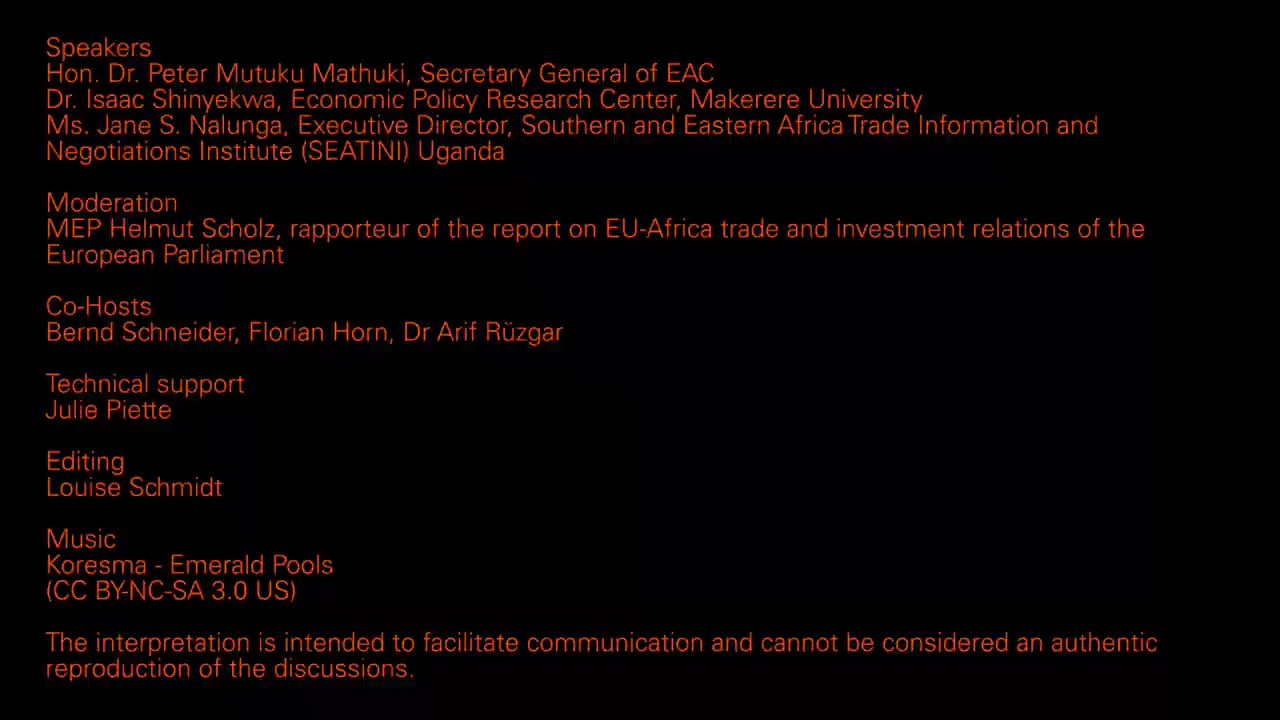 Speakers
Hon. Dr. Peter Mutuku Mathuki, Secretary General of EAC
Dr. Isaac Shinyekwa, Economic Policy Research Center, Makerere University
Ms. Jane S. Nalunga, Executive Director, Southern and Eastern Africa Trade Information and
Negotiations Institute (SEATINI) Uganda
Moderation
MEP Helmut Scholz, rapporteur of the report on EU-Africa trade and investment relations of the
European Parliament
Co-Hosts
Bernd Schneider, Florian Horn, Dr Arif Rüzgar
Technical support
Julie Piette
Editing
Louise Schmidt
Music
Koresma - Emerald Pools
(CC BY-NC-SA 3.0 US)
The interpretation is intended to facilitate communication and cannot be considered an authentic
reproduction of the discussions.